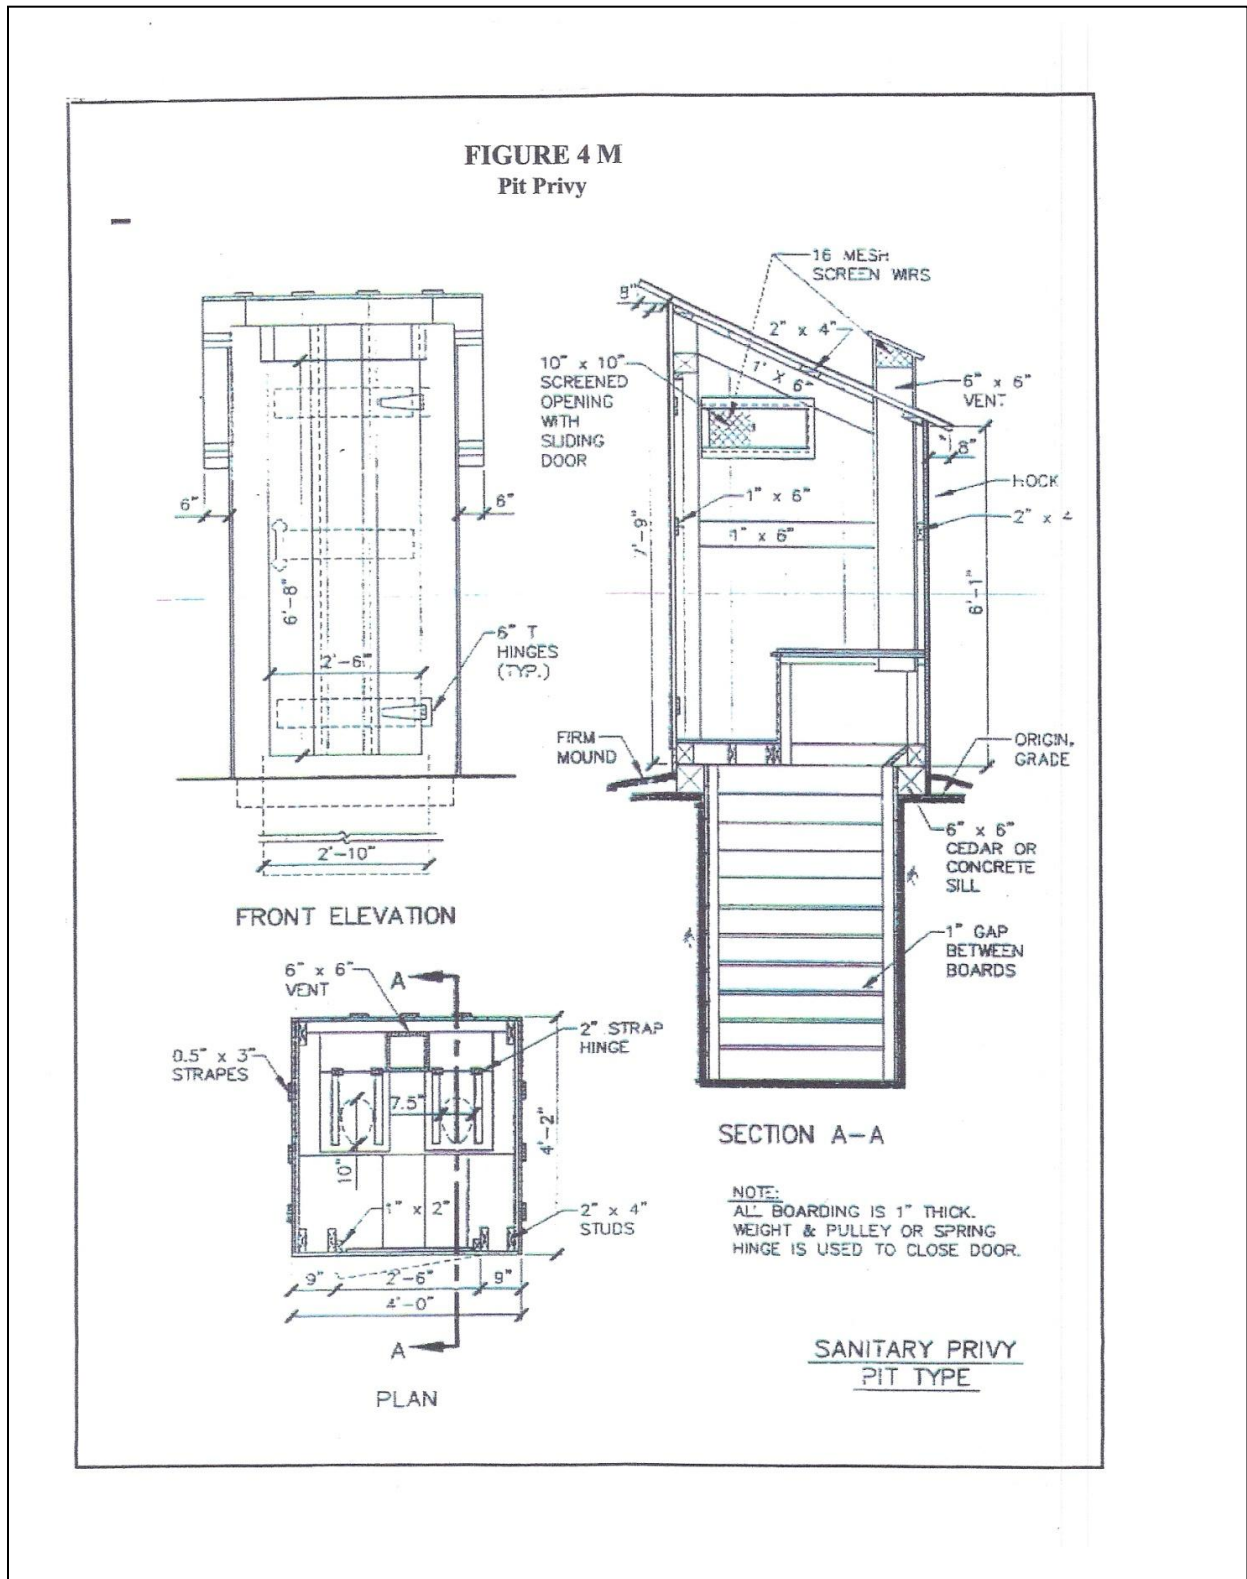 FIGURE 4 M
Pit Privy
16 MESH
SCREEN WIRS
8"
2" x 4"
1' X 6"
10" x 10"
SCREENED
OPENING
WITH
SLIDING
DOOR
6" x 6"
VENT
8"
HOCK
2" x 4
1" x 6"
1" x 6"
7'-9"
6'-1"
6"
6"
6'-8"
2'-6"
6" T
HINGES
(TYP.)
FIRM
MOUND
ORIGIN.
GRADE
2'-10"
6" x 6"
CEDAR OR
CONCRETE
SILL
FRONT ELEVATION
1" GAP
BETWEEN
BOARDS
6" x 6"
VENT
A
2" STRAP
HINGE
0.5" x 3"
STRAPES
7.5"
4'-2"
10"
1" x 2"
2" x 4"
STUDS
9"
2'-6"
9"
4'-0"
A
PLAN
SECTION A-A
NOTE:
ALL BOARDING IS 1" THICK.
WEIGHT & PULLEY OR SPRING
HINGE IS USED TO CLOSE DOOR.
SANITARY PRIVY
PIT TYPE